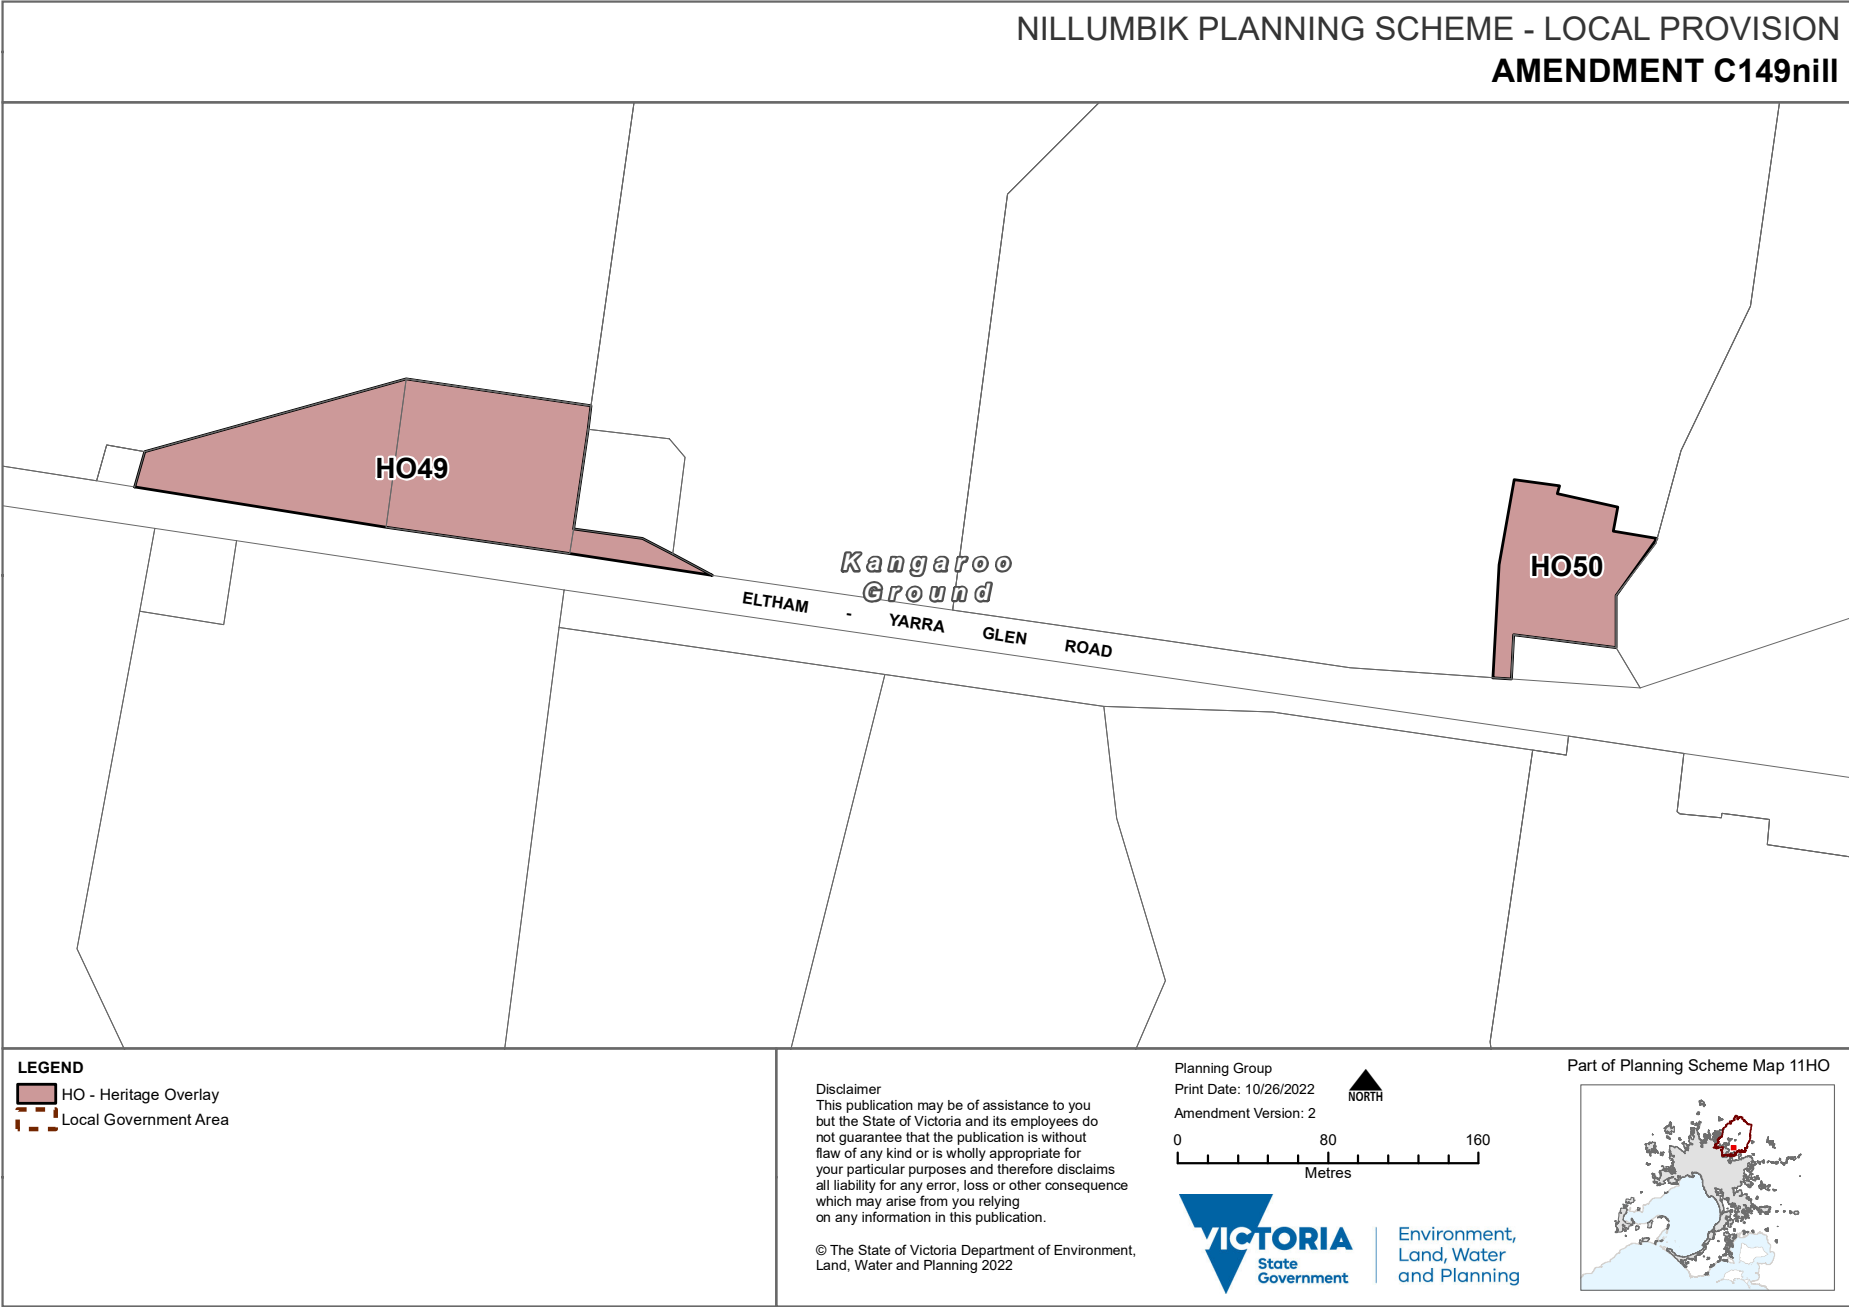 NILLUMBIK PLANNING SCHEME - LOCAL PROVISION
AMENDMENT C149nill
HO49
HO50
Kangaroo
Ground
ELTHAM - YARRA GLEN ROAD
LEGEND
HO - Heritage Overlay
Local Government Area
Disclaimer
This publication may be of assistance to you
but the State of Victoria and its employees do
not guarantee that the publication is without
flaw of any kind or is wholly appropriate for
your particular purposes and therefore disclaims
all liability for any error, loss or other consequence
which may arise from you relying
on any information in this publication.
© The State of Victoria Department of Environment,
Land, Water and Planning 2022
Planning Group
Print Date: 10/26/2022
Amendment Version: 2
NORTH
0 80 160
Metres
VICTORIA
State
Government
Environment,
Land, Water
and Planning
Part of Planning Scheme Map 11HO